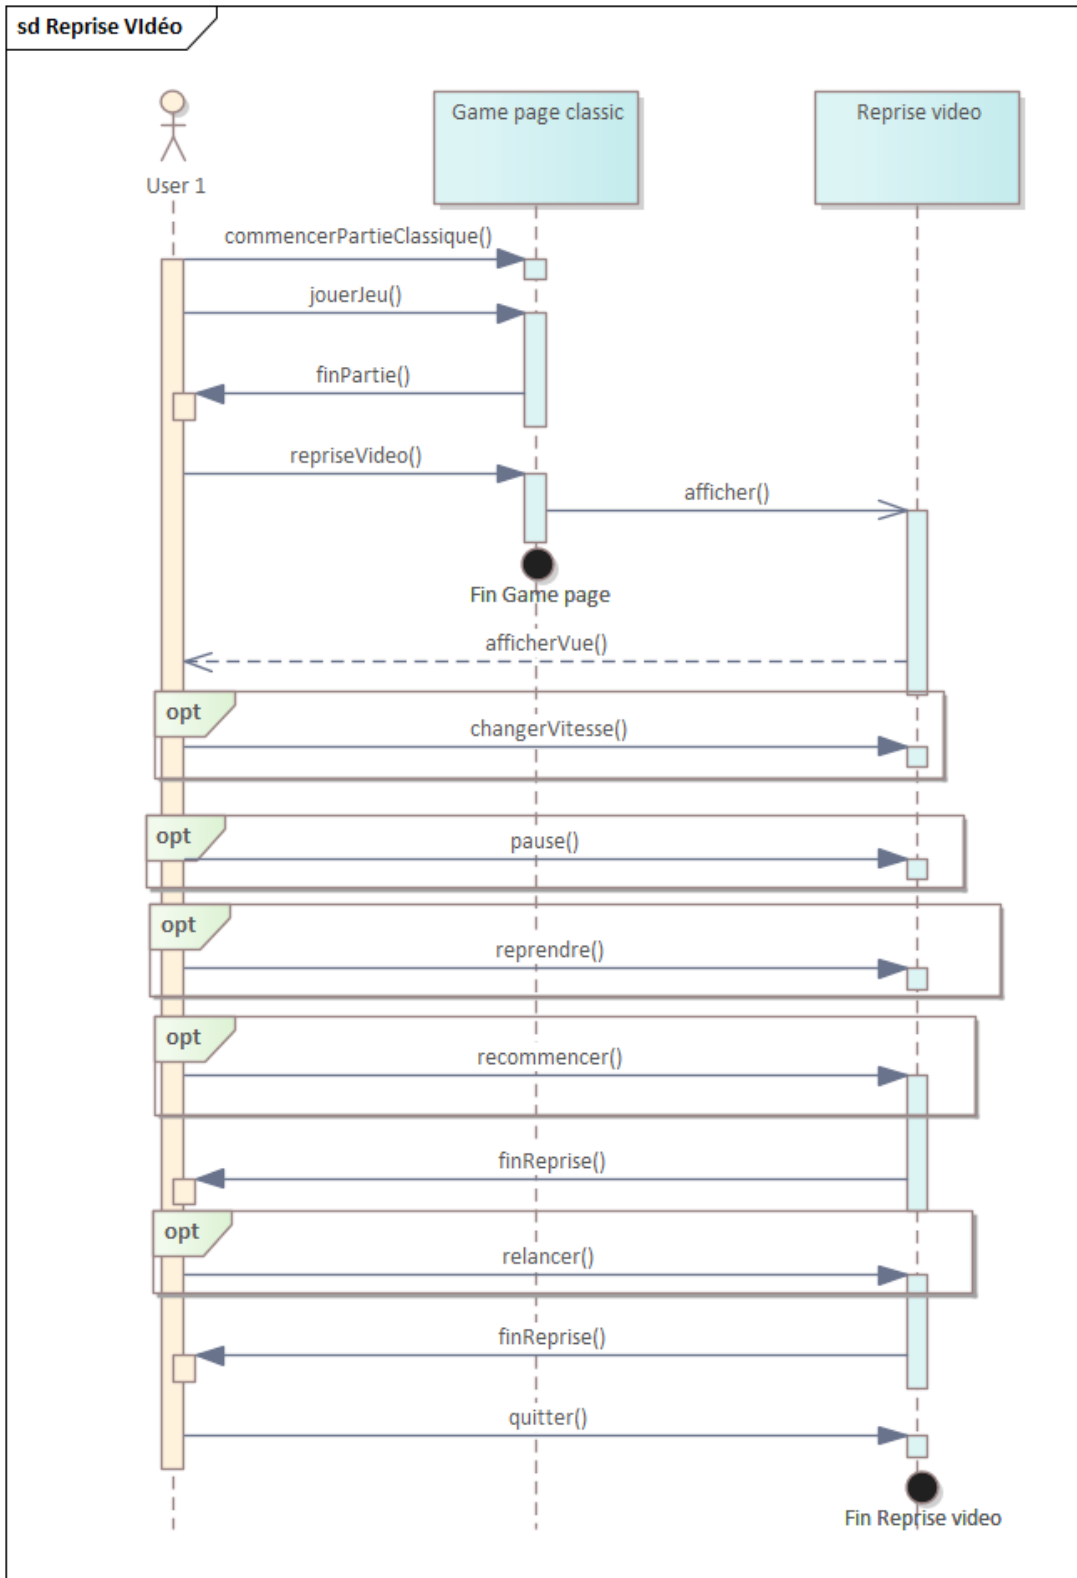 sd Reprise VIdéo
Game page classic
Reprise video
User 1
commencerPartieClassique()
jouerJeu()
finPartie()
repriseVideo()
afficher()
Fin Game page
afficherVue()
opt
changerVitesse()
opt
pause()
opt
reprendre()
opt
recommencer()
finReprise()
opt
relancer()
finReprise()
quitter()
Fin Reprise video